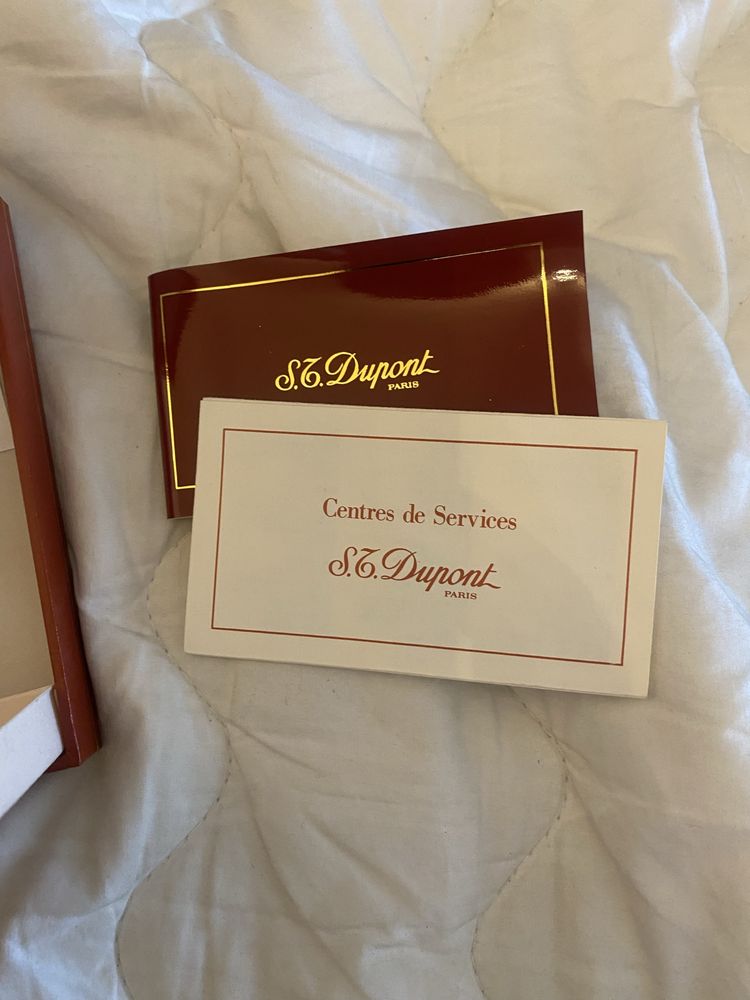 S.T. Dupont
PARIS
Centres de Services
S.T. Dupont
PARIS